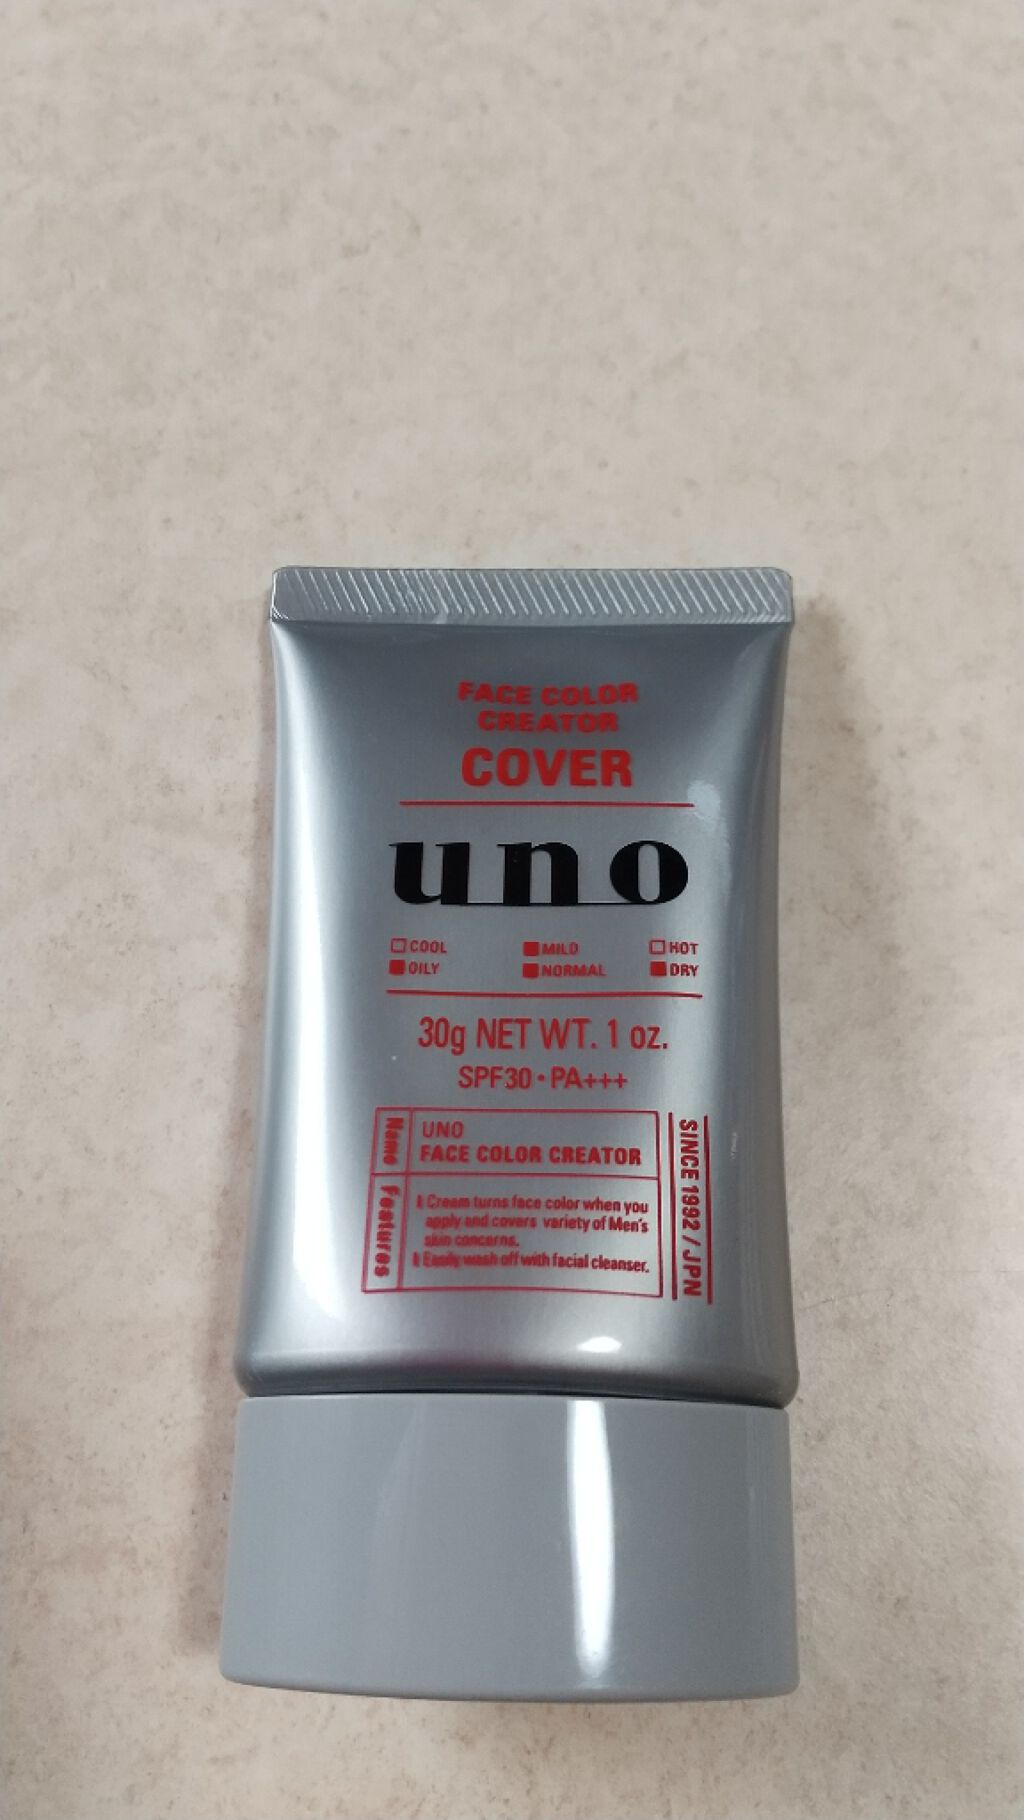 FACE COLOR
CREATOR
COVER
uno
□COOL ■MILD □HOT
■OILY ■NORMAL ■DRY
30g NET WT. 1 oz.
SPF30・PA+++
Name
UNO
FACE COLOR CREATOR
Features
Cream turns face color when you
apply and covers variety of Men's
skin concerns.
Easily wash off with facial cleanser.
SINCE 1992 / JPN